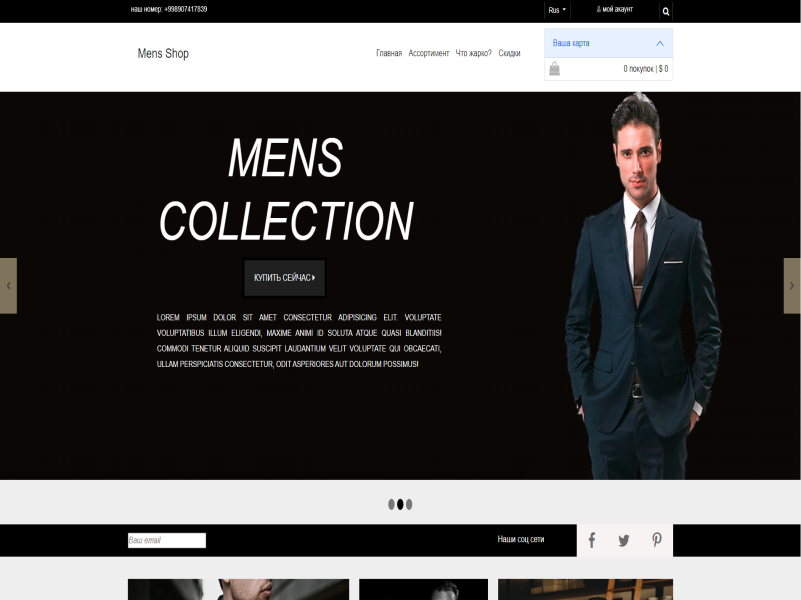 наш номер: +998907417839
Rus
мой акаунт
Mens Shop
Главная Ассортимент Что жарко? Скидки
Ваша карта
0 покупок | $ 0
MENS
COLLECTION
КУПИТЬ СЕЙЧАС
LOREM IPSUM DOLOR SIT AMET CONSECTETUR ADIPISICING ELIT. VOLUPTATE
VOLUPTATIBUS ILLUM ELIGENDI, MAXIME ANIMI ID SOLUTA ATQUE QUASI BLANDITIIS!
COMMODI TENETUR ALIQUID SUSCIPIT LAUDANTIUM VELIT VOLUPTATE QUI OBCAECATI,
ULLAM PERSPICIATIS CONSECTETUR, ODIT ASPERIORES AUT DOLORUM POSSIMUS!
Ваш email
Наши соц сети